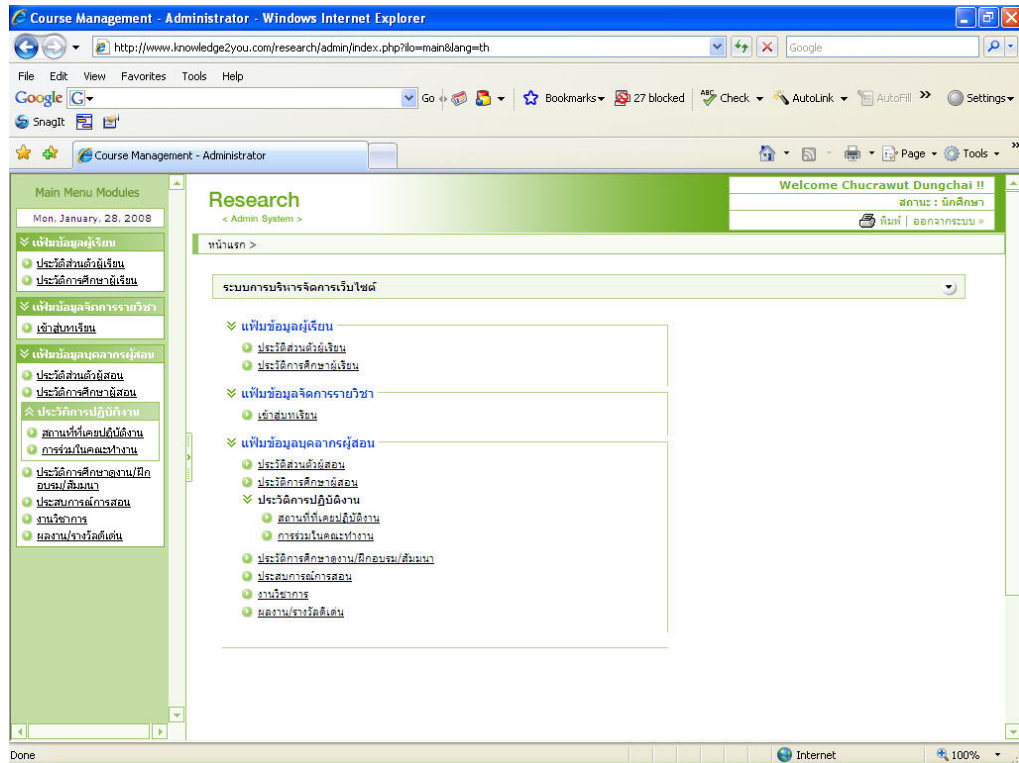 Course Management - Administrator - Windows Internet Explorer
http://www.knowledge2you.com/research/admin/index.php?ilo=main&lang=th
Google
File Edit View Favorites Tools Help
Google G Go Bookmarks 27 blocked Check AutoLink AutoFill » Settings
SnagIt
Course Management - Administrator
Page Tools »
Main Menu Modules
Mon, January, 28, 2008
แฟ้มข้อมูลผู้เรียน
ประวัติส่วนตัวผู้เรียน
ประวัติการศึกษาผู้เรียน
แฟ้มข้อมูลจัดการรายวิชา
เข้าสู่บทเรียน
แฟ้มข้อมูลบุคลากรผู้สอน
ประวัติส่วนตัวผู้สอน
ประวัติการศึกษาผู้สอน
ประวัติการปฏิบัติงาน
สถานที่ที่เคยปฏิบัติงาน
การร่วมในคณะทำงาน
ประวัติการศึกษาดูงาน/ฝึก
อบรม/สัมมนา
ประสบการณ์การสอน
งานวิชาการ
ผลงาน/รางวัลดีเด่น
Research
< Admin System >
Welcome Chucrawut Dungchai !!
สถานะ : นักศึกษา
พิมพ์ | ออกจากระบบ »
หน้าแรก >
ระบบการบริหารจัดการเว็บไซต์
แฟ้มข้อมูลผู้เรียน
ประวัติส่วนตัวผู้เรียน
ประวัติการศึกษาผู้เรียน
แฟ้มข้อมูลจัดการรายวิชา
เข้าสู่บทเรียน
แฟ้มข้อมูลบุคลากรผู้สอน
ประวัติส่วนตัวผู้สอน
ประวัติการศึกษาผู้สอน
ประวัติการปฏิบัติงาน
สถานที่ที่เคยปฏิบัติงาน
การร่วมในคณะทำงาน
ประวัติการศึกษาดูงาน/ฝึกอบรม/สัมมนา
ประสบการณ์การสอน
งานวิชาการ
ผลงาน/รางวัลดีเด่น
Done
Internet
100%